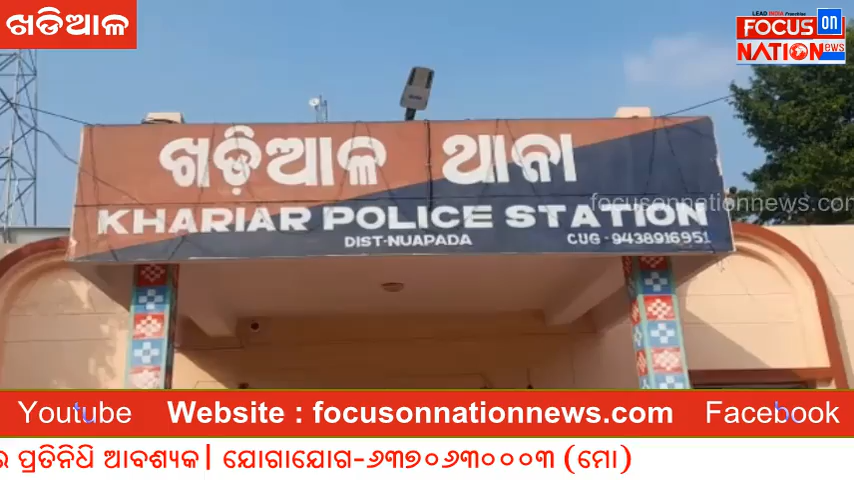 ଖଡିଆଳ
LEAD INDIA Franchise
FOCUS on
NATION news
ଖଡ଼ିଆଳ ଥାନା
focusonnationnews.com
KHARIAR POLICE STATION
DIST-NUAPADA CUG-9438916951
Youtube Website : focusonnationnews.com Facebook
ର ପ୍ରତିନିଧି ଆବଶ୍ୟକ| ଯୋଗାଯୋଗ-୬୩୭୦୬୩୦୦୦୩ (ମୋ)